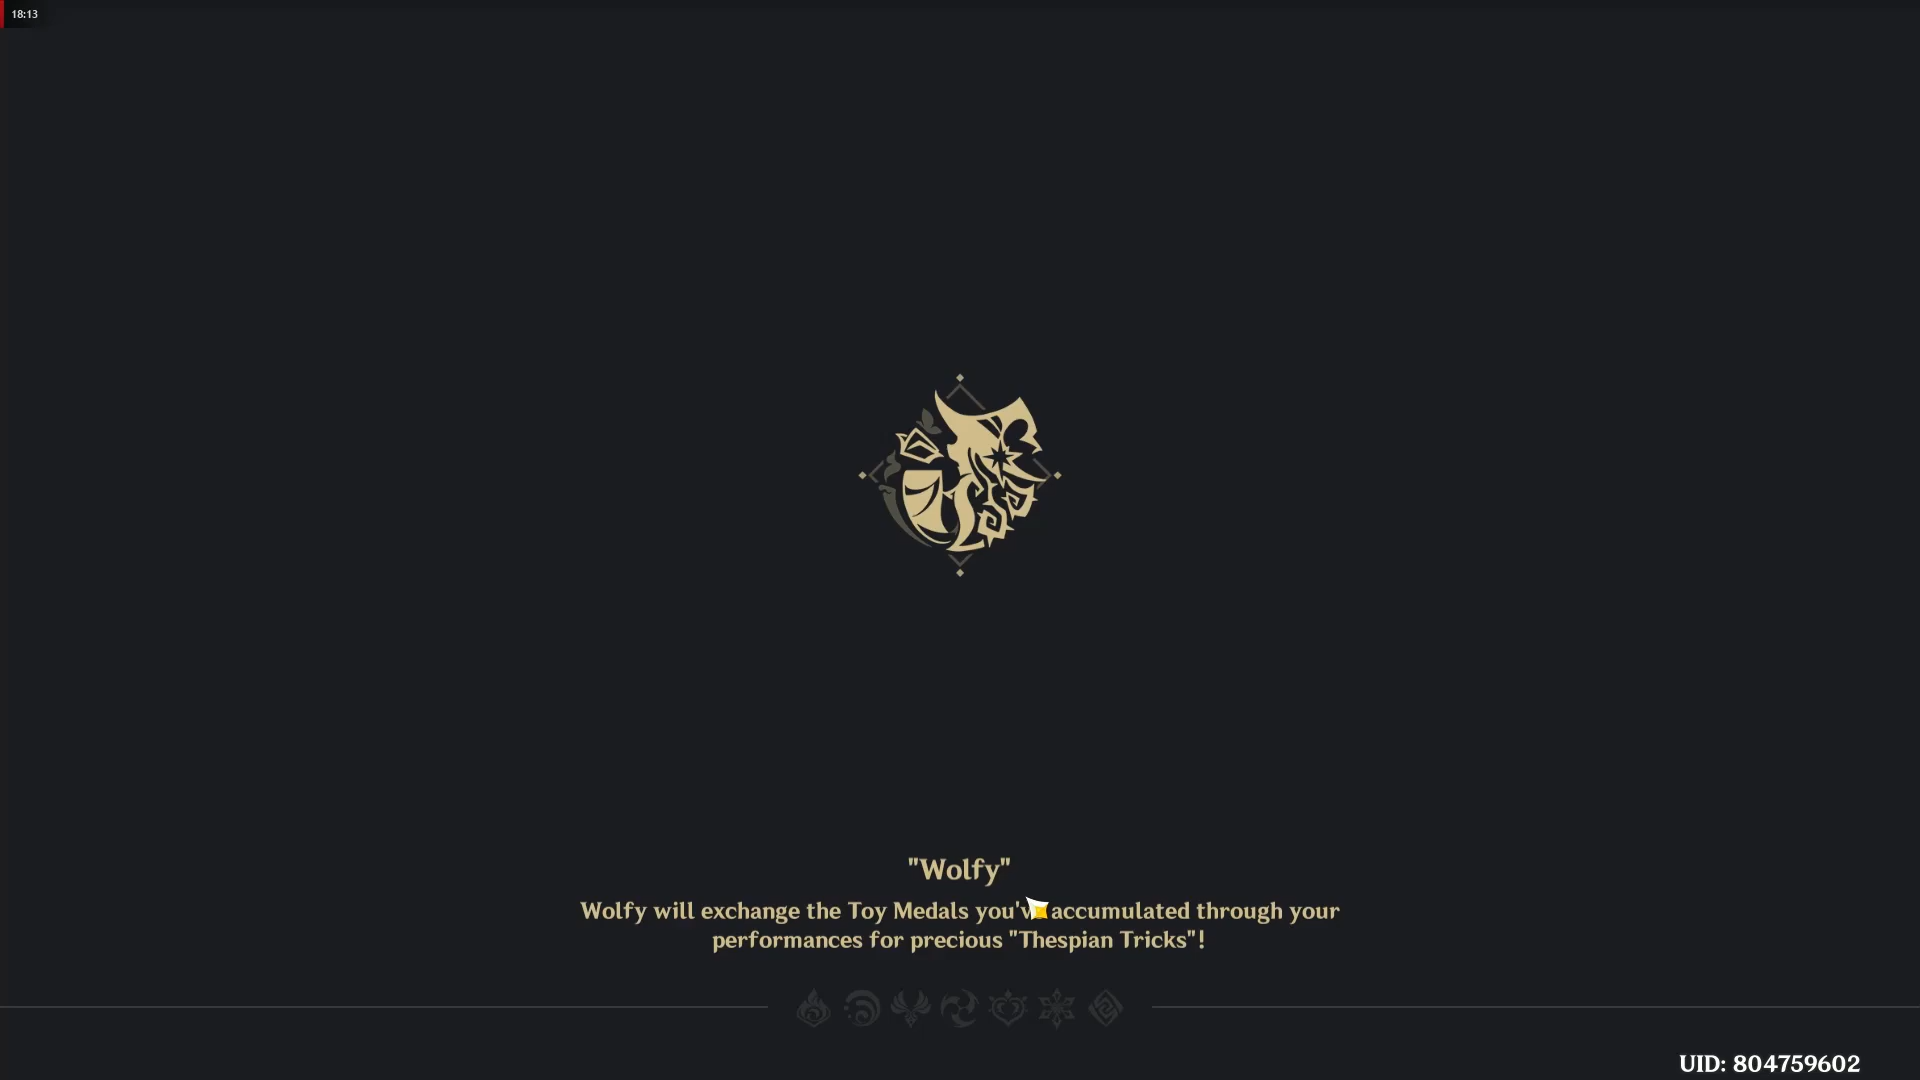 18:13
"Wolfy"
Wolfy will exchange the Toy Medals you'v accumulated through your
performances for precious "Thespian Tricks"!
UID: 804759602